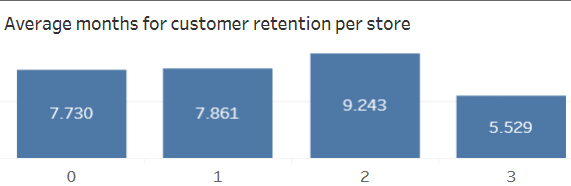 Average months for customer retention per store
7.730 7.861 9.243 5.529
0 1 2 3